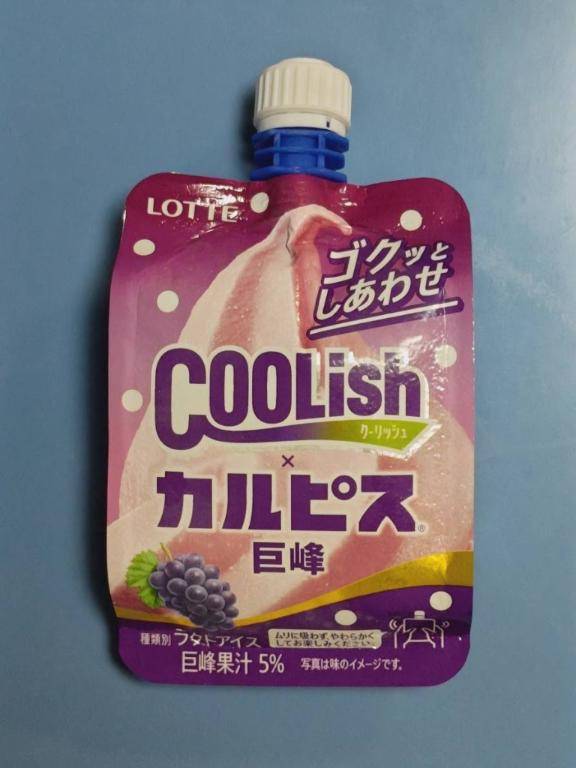 LOTTE
ゴクッと
しあわせ
COOLish
クーリッシュ
×
カルピス®
巨峰
種類別 ラクトアイス
ムリに吸わず、やわらかく
してお楽しみください。
巨峰果汁 5%
写真は味のイメージです。